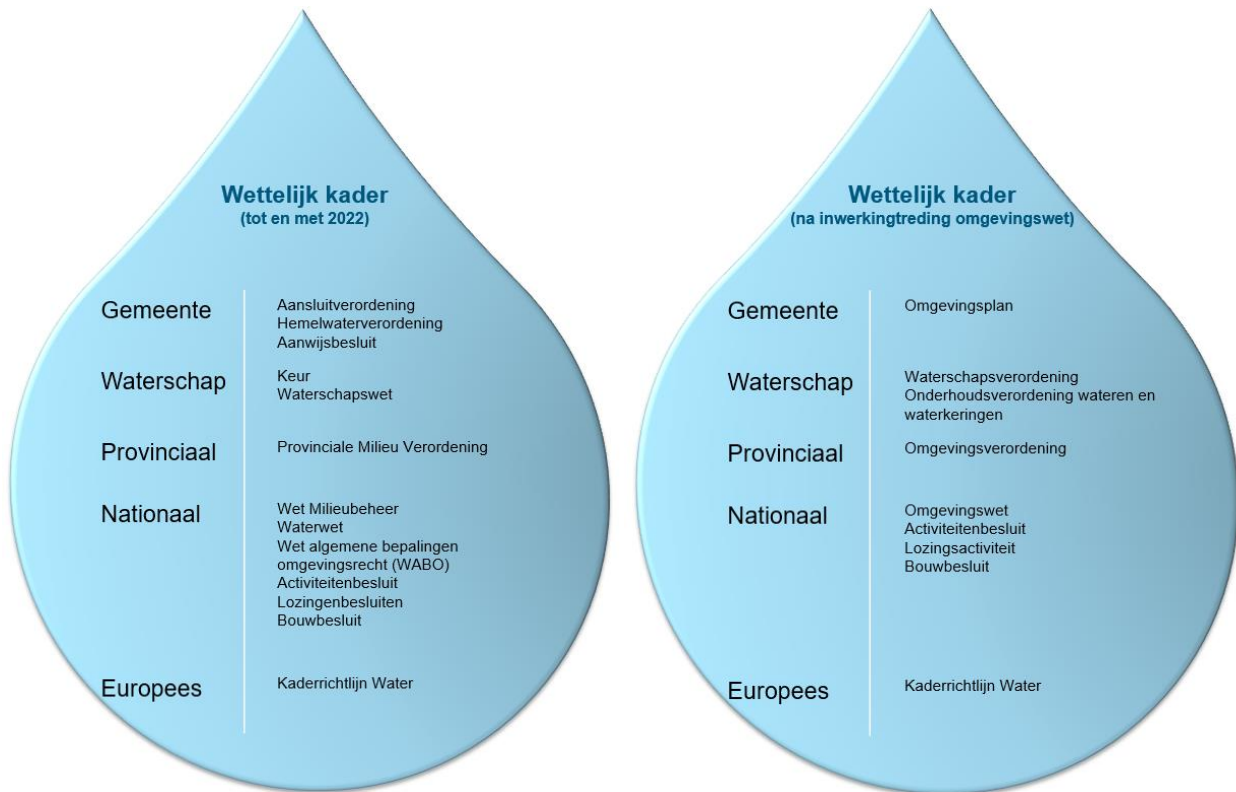 Wettelijk kader
(tot en met 2022)
Gemeente
Aansluitverordening
Hemelwaterverordening
Aanwijsbesluit
Waterschap
Keur
Waterschapswet
Provinciaal
Provinciale Milieu Verordening
Nationaal
Wet Milieubeheer
Waterwet
Wet algemene bepalingen
omgevingsrecht (WABO)
Activiteitenbesluit
Lozingenbesluiten
Bouwbesluit
Europees
Kaderrichtlijn Water
Wettelijk kader
(na inwerkingtreding omgevingswet)
Gemeente
Omgevingsplan
Waterschap
Waterschapsverordening
Onderhoudsverordening wateren en
waterkeringen
Provinciaal
Omgevingsverordening
Nationaal
Omgevingswet
Activiteitenbesluit
Lozingsactiviteit
Bouwbesluit
Europees
Kaderrichtlijn Water